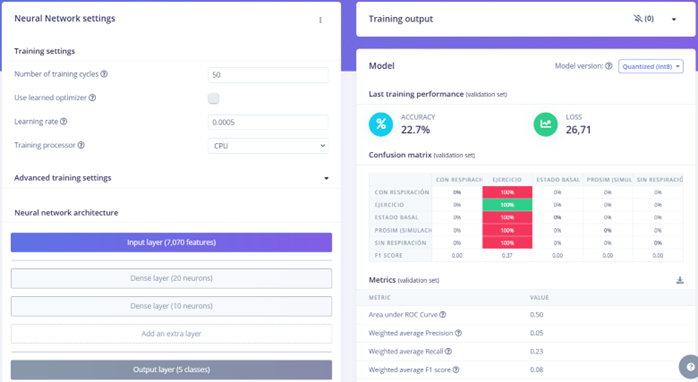 Neural Network settings
Training settings
Number of training cycles
50
Use learned optimizer
Learning rate
0.0005
Training processor
CPU
Advanced training settings
Neural network architecture
Input layer (7,070 features)
Dense layer (20 neurons)
Dense layer (10 neurons)
Add an extra layer
Output layer (5 classes)
Training output
(0)
Model
Model version:
Quantized (int8)
Last training performance (validation set)
%
ACCURACY
22.7%
LOSS
26,71
Confusion matrix (validation set)
CON RESPIRACI EJERCICIO ESTADO BASAL PROSIM (SIMUL SIN RESPIRACIÓ
CON RESPIRACIÓN 0% 100% 0% 0% 0%
EJERCICIO 0% 100% 0% 0% 0%
ESTADO BASAL 0% 100% 0% 0% 0%
PROSIM (SIMULACH 0% 100% 0% 0% 0%
SIN RESPIRACIÓN 0% 100% 0% 0% 0%
F1 SCORE 0.00 0.37 0.00 0.00 0.00
Metrics (validation set)
METRIC VALUE
Area under ROC Curve 0.50
Weighted average Precision 0.05
Weighted average Recall 0.23
Weighted average F1 score 0.08